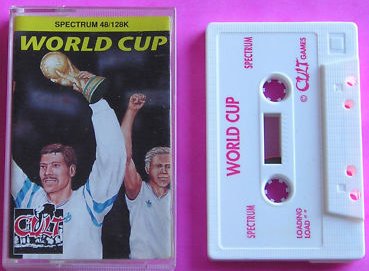 SPECTRUM 48/128K
WORLD CUP
CULT
SPECTRUM
© CULT GAMES
WORLD CUP
SPECTRUM
LOADING
LOAD " "